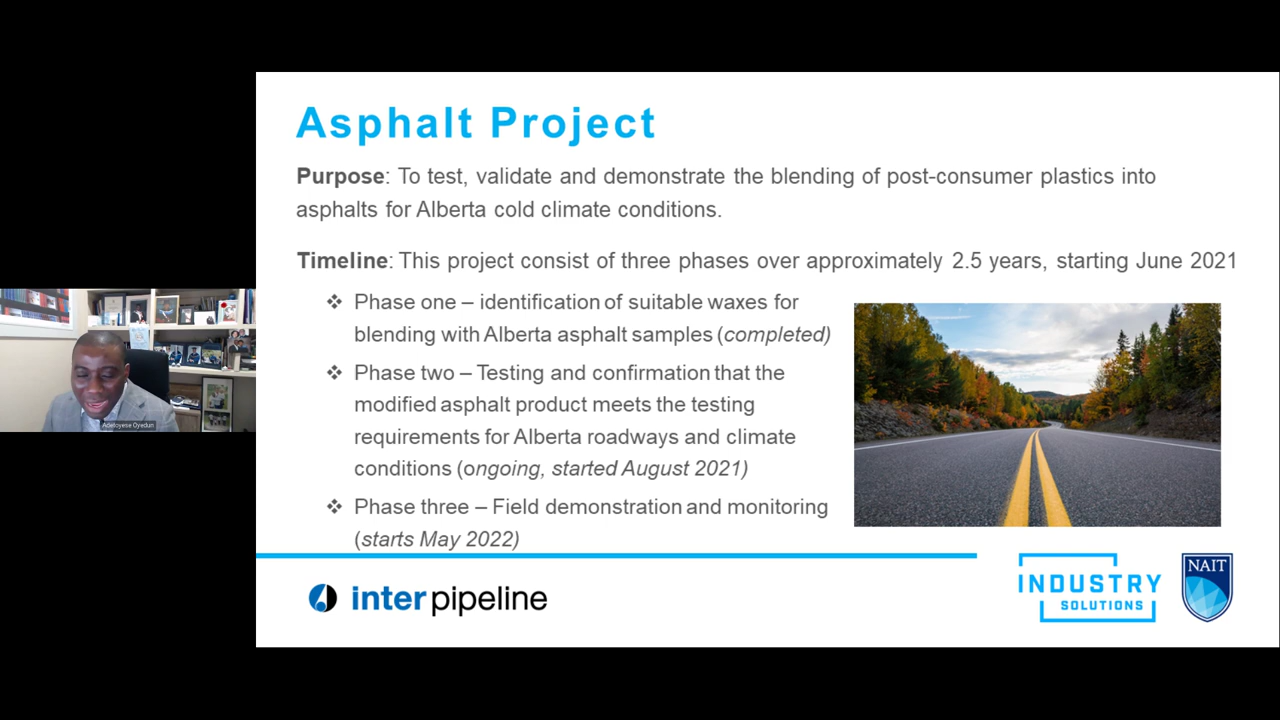 Asphalt Project
Purpose: To test, validate and demonstrate the blending of post-consumer plastics into
asphalts for Alberta cold climate conditions.
Timeline: This project consist of three phases over approximately 2.5 years, starting June 2021
❖ Phase one – identification of suitable waxes for
blending with Alberta asphalt samples (completed)
❖ Phase two – Testing and confirmation that the
modified asphalt product meets the testing
requirements for Alberta roadways and climate
conditions (ongoing, started August 2021)
❖ Phase three – Field demonstration and monitoring
(starts May 2022)
Adetoyese Oyedun
inter pipeline
INDUSTRY
SOLUTIONS
NAIT